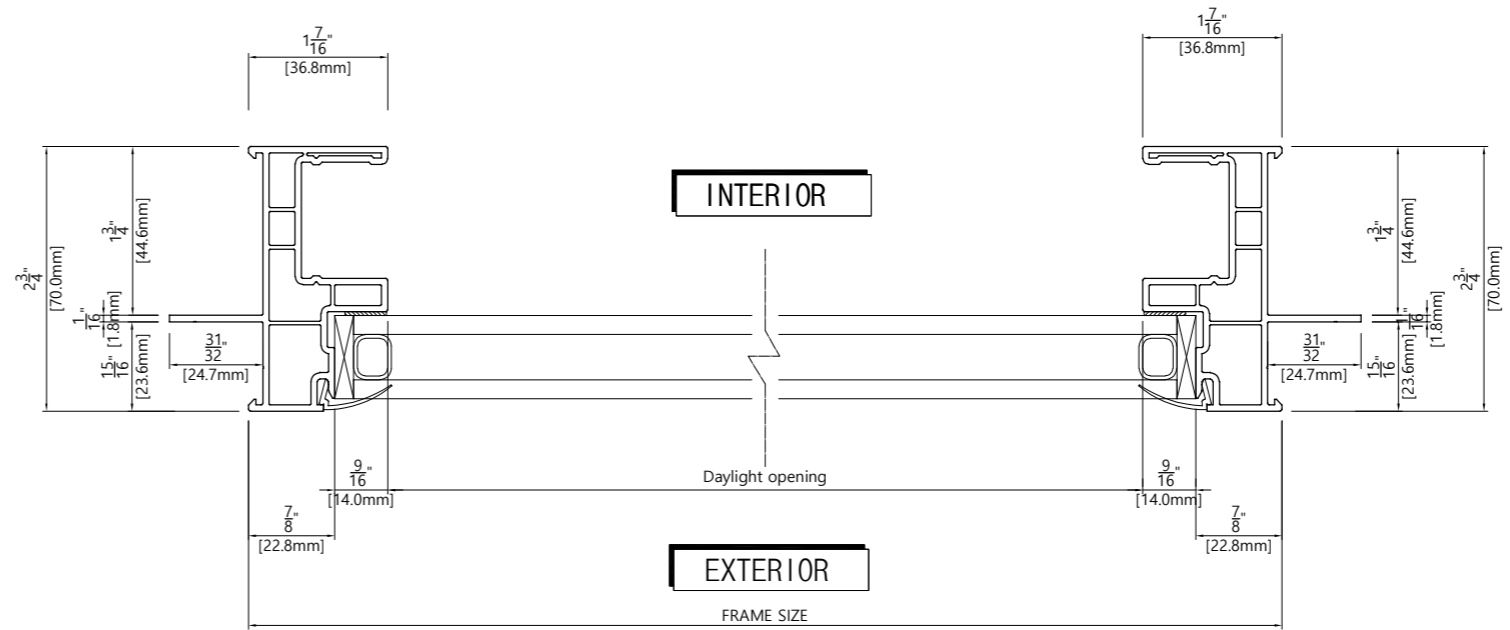 1 7/16"
[36.8mm]
1 7/16"
[36.8mm]
INTERIOR
2 3/4"
[70.0mm]
1 3/4"
[44.6mm]
1/16"
[1.8mm]
15/16"
[23.6mm]
31/32"
[24.7mm]
1 3/4"
[44.6mm]
2 3/4"
[70.0mm]
1/16"
[1.8mm]
15/16"
[23.6mm]
31/32"
[24.7mm]
9/16"
[14.0mm]
Daylight opening
9/16"
[14.0mm]
7/8"
[22.8mm]
7/8"
[22.8mm]
EXTERIOR
FRAME SIZE